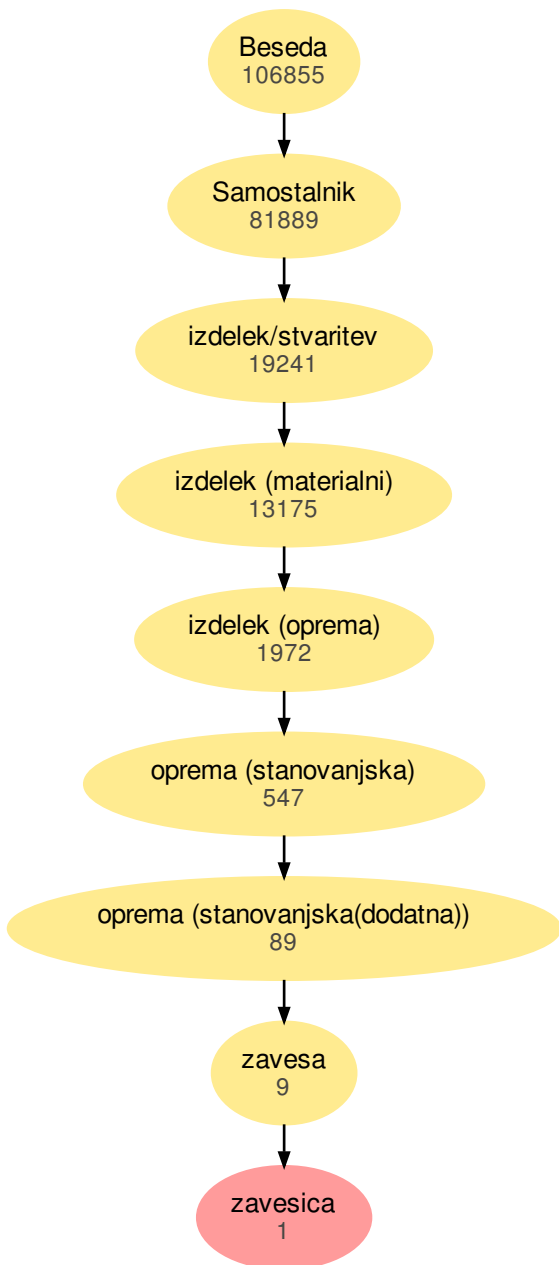 Beseda
106855
Samostalnik
81889
izdelek/stvaritev
19241
izdelek (materialni)
13175
izdelek (oprema)
1972
oprema (stanovanjska)
547
oprema (stanovanjska(dodatna))
89
zavesa
9
zavesica
1